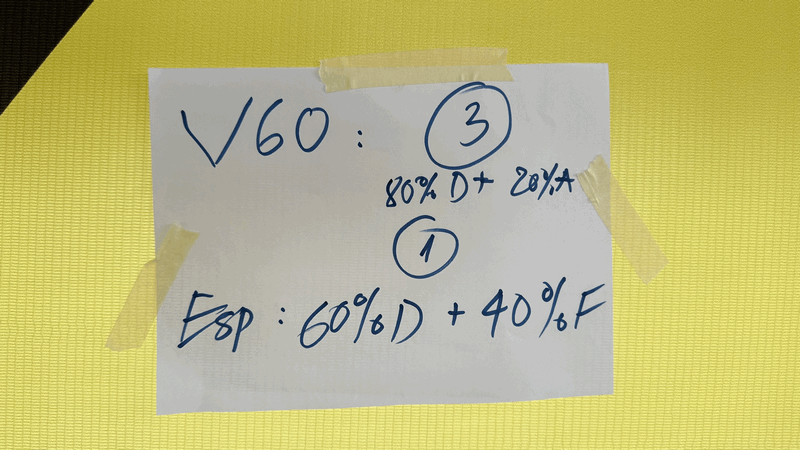 V60 : 3
80% D + 20% A
1
Esp : 60% D + 40% F